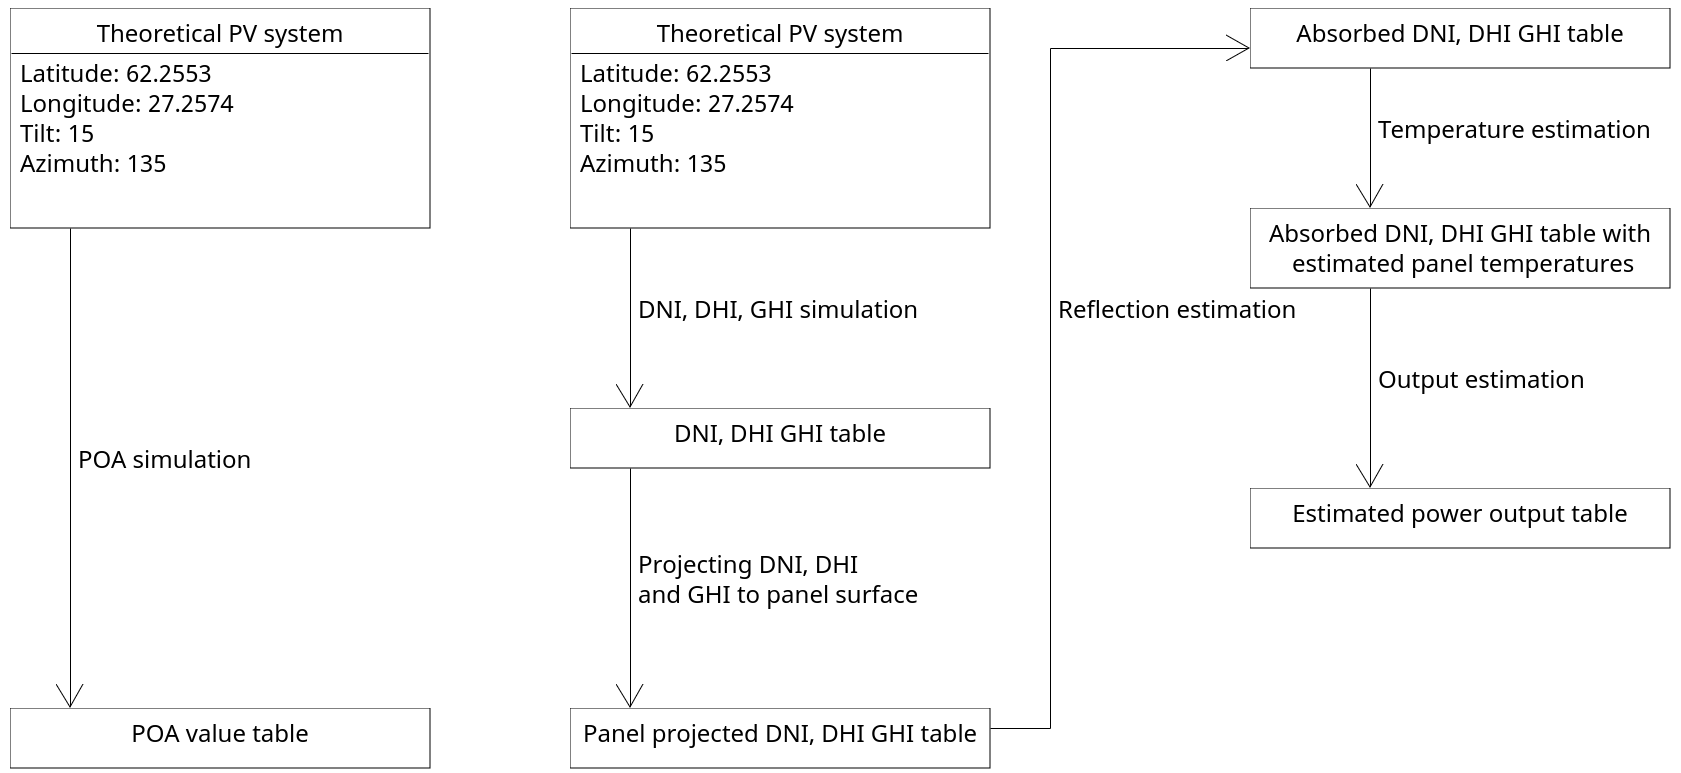 Theoretical PV system
Latitude: 62.2553
Longitude: 27.2574
Tilt: 15
Azimuth: 135
POA simulation
POA value table
Theoretical PV system
Latitude: 62.2553
Longitude: 27.2574
Tilt: 15
Azimuth: 135
DNI, DHI, GHI simulation
DNI, DHI GHI table
Projecting DNI, DHI
and GHI to panel surface
Panel projected DNI, DHI GHI table
Reflection estimation
Absorbed DNI, DHI GHI table
Temperature estimation
Absorbed DNI, DHI GHI table with
estimated panel temperatures
Output estimation
Estimated power output table